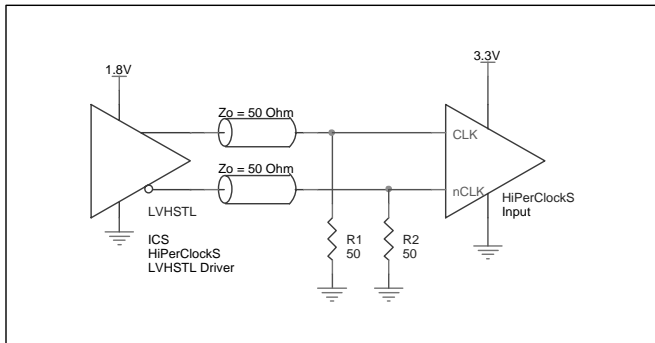 1.8V
3.3V
Zo = 50 Ohm
CLK
Zo = 50 Ohm
nCLK
HiPerClockS
Input
LVHSTL
ICS
HiPerClockS
LVHSTL Driver
R1
50
R2
50